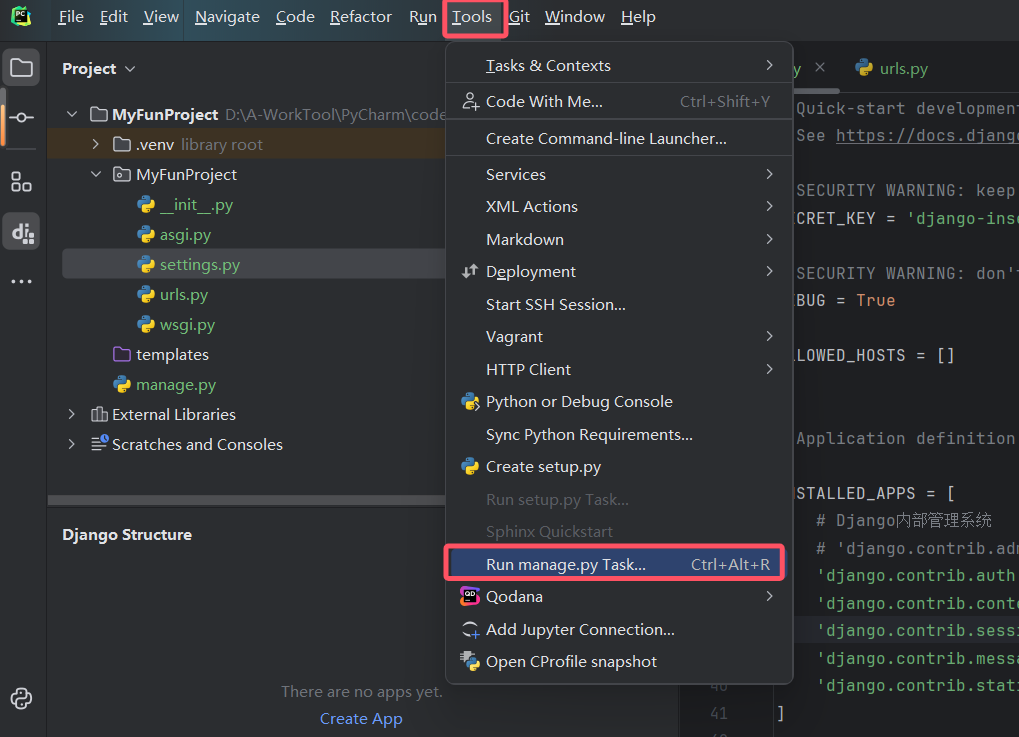 PC
File Edit View Navigate Code Refactor Run Tools Git Window Help
Project
MyFunProject D:\A-WorkTool\PyCharm\code
.venv library root
MyFunProject
__init__.py
asgi.py
settings.py
urls.py
wsgi.py
templates
manage.py
External Libraries
Scratches and Consoles
Django Structure
There are no apps yet.
Create App
Tasks & Contexts
Code With Me... Ctrl+Shift+Y
Create Command-line Launcher...
Services
XML Actions
Markdown
Deployment
Start SSH Session...
Vagrant
HTTP Client
Python or Debug Console
Sync Python Requirements...
Create setup.py
Run setup.py Task...
Sphinx Quickstart
Run manage.py Task... Ctrl+Alt+R
QD Qodana
Add Jupyter Connection...
Open CProfile snapshot
y urls.py
Quick-start development
See https://docs.django
SECURITY WARNING: keep
CRET_KEY = 'django-inse
SECURITY WARNING: don't
BUG = True
LOWED_HOSTS = []
Application definition
STALLED_APPS = [
# Django内部管理系统
# 'django.contrib.adm
'django.contrib.auth
'django.contrib.conte
'django.contrib.sessi
'django.contrib.messa
40 'django.contrib.stati
41 ]